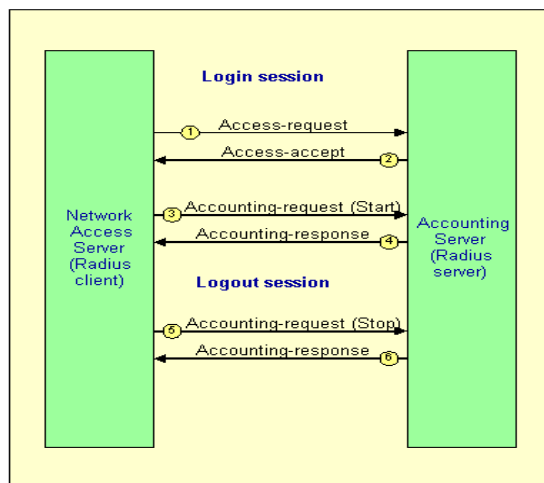 Login session
1 Access-request
Access-accept 2
3 Accounting-request (Start)
Accounting-response 4
Network
Access
Server
(Radius
client)
Accounting
Server
(Radius
server)
Logout session
5 Accounting-request (Stop)
Accounting-response 6